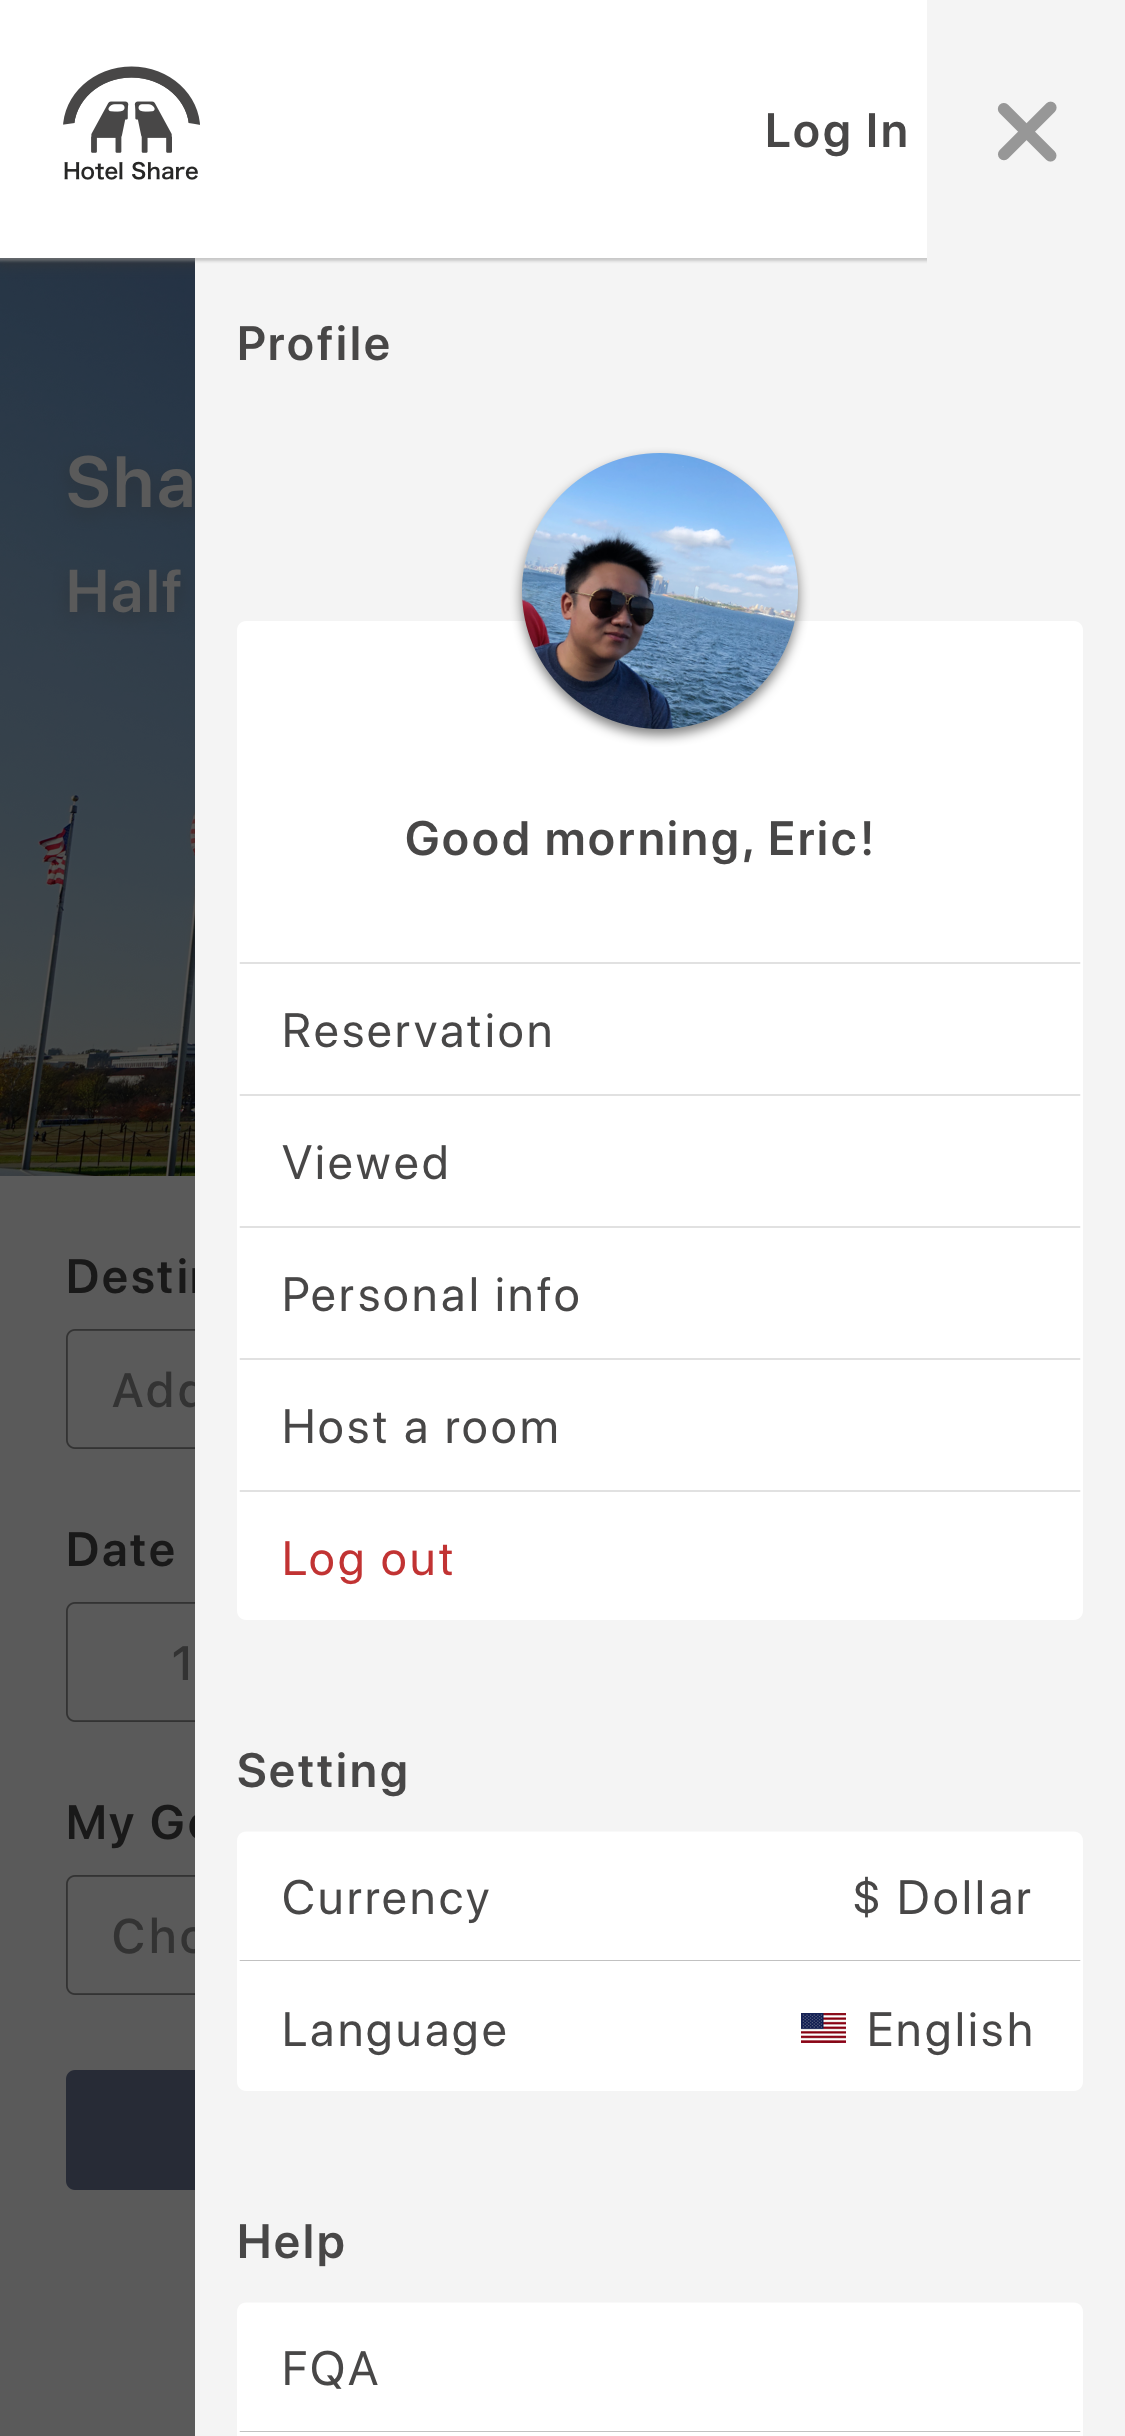 Hotel Share
Log In
Profile
Sha
Half
Good morning, Eric!
Reservation
Viewed
Personal info
Host a room
Log out
Desti
Add
Date
1
My Ge
Cho
Setting
Currency $ Dollar
Language English
Help
FQA